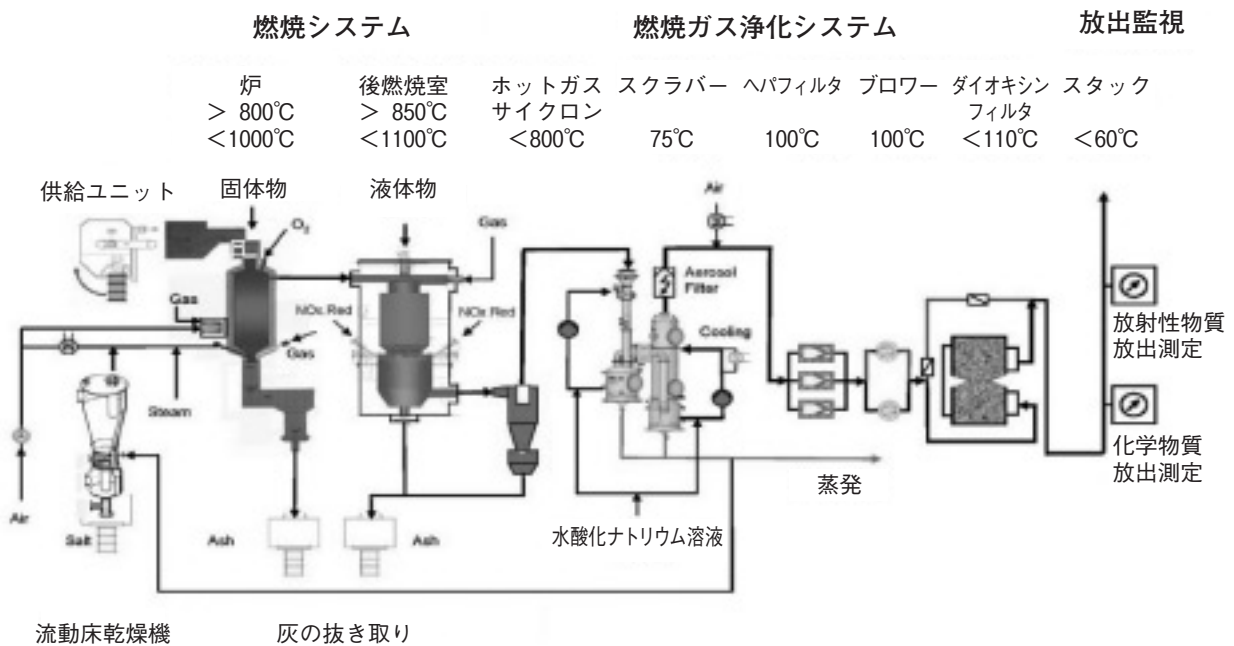 燃焼システム
燃焼ガス浄化システム
放出監視
炉
> 800℃
<1000℃
後燃焼室
> 850℃
<1100℃
ホットガス
サイクロン
<800℃
スクラバー
75℃
ヘパフィルタ
100℃
ブロワー
100℃
ダイオキシン
フィルタ
<110℃
スタック
<60℃
供給ユニット
固体物
液体物
Air
O₂
Gas
Aerosol
Filter
Gas
NOx Red
NOx Red
Cooling
Gas
Steam
放射性物質
放出測定
化学物質
放出測定
蒸発
Air
Salt
Ash
Ash
水酸化ナトリウム溶液
流動床乾燥機
灰の抜き取り